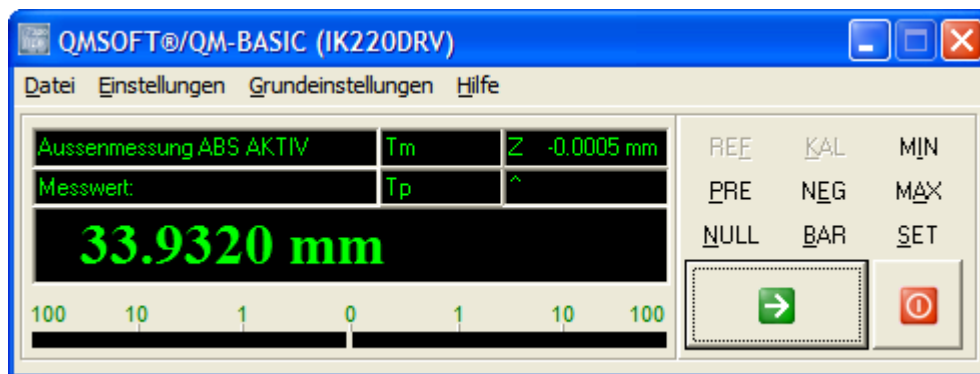 QMSOFT®/QM-BASIC (IK220DRV)
Datei Einstellungen Grundeinstellungen Hilfe
Aussenmessung ABS AKTIV Tm Z -0.0005 mm
Messwert: Tp ^
33.9320 mm
100 10 1 0 1 10 100
REF KAL MIN
PRE NEG MAX
NULL BAR SET